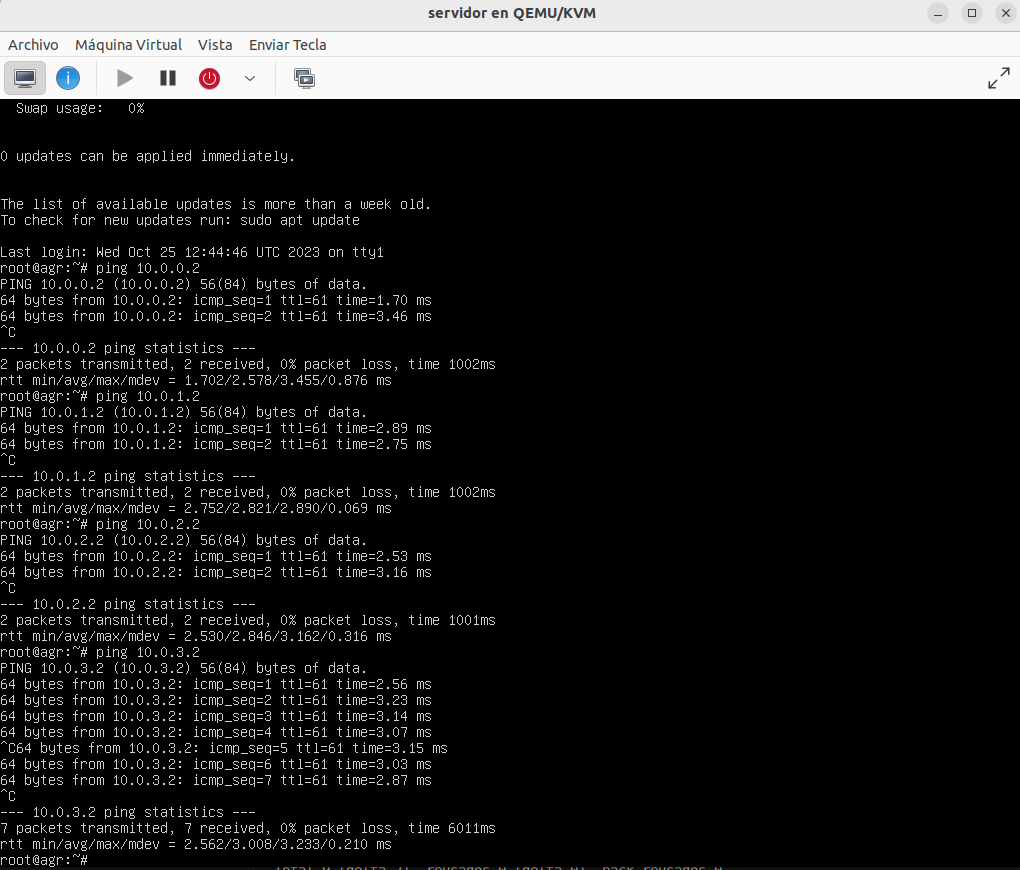 servidor en QEMU/KVM
Archivo Máquina Virtual Vista Enviar Tecla
Swap usage: 0%
0 updates can be applied immediately.
The list of available updates is more than a week old.
To check for new updates run: sudo apt update
Last login: Wed Oct 25 12:44:46 UTC 2023 on tty1
root@agr:~# ping 10.0.0.2
PING 10.0.0.2 (10.0.0.2) 56(84) bytes of data.
64 bytes from 10.0.0.2: icmp_seq=1 ttl=61 time=1.70 ms
64 bytes from 10.0.0.2: icmp_seq=2 ttl=61 time=3.46 ms
^C
--- 10.0.0.2 ping statistics ---
2 packets transmitted, 2 received, 0% packet loss, time 1002ms
rtt min/avg/max/mdev = 1.702/2.578/3.455/0.876 ms
root@agr:~# ping 10.0.1.2
PING 10.0.1.2 (10.0.1.2) 56(84) bytes of data.
64 bytes from 10.0.1.2: icmp_seq=1 ttl=61 time=2.89 ms
64 bytes from 10.0.1.2: icmp_seq=2 ttl=61 time=2.75 ms
^C
--- 10.0.1.2 ping statistics ---
2 packets transmitted, 2 received, 0% packet loss, time 1002ms
rtt min/avg/max/mdev = 2.752/2.821/2.890/0.069 ms
root@agr:~# ping 10.0.2.2
PING 10.0.2.2 (10.0.2.2) 56(84) bytes of data.
64 bytes from 10.0.2.2: icmp_seq=1 ttl=61 time=2.53 ms
64 bytes from 10.0.2.2: icmp_seq=2 ttl=61 time=3.16 ms
^C
--- 10.0.2.2 ping statistics ---
2 packets transmitted, 2 received, 0% packet loss, time 1001ms
rtt min/avg/max/mdev = 2.530/2.846/3.162/0.316 ms
root@agr:~# ping 10.0.3.2
PING 10.0.3.2 (10.0.3.2) 56(84) bytes of data.
64 bytes from 10.0.3.2: icmp_seq=1 ttl=61 time=2.56 ms
64 bytes from 10.0.3.2: icmp_seq=2 ttl=61 time=3.23 ms
64 bytes from 10.0.3.2: icmp_seq=3 ttl=61 time=3.14 ms
64 bytes from 10.0.3.2: icmp_seq=4 ttl=61 time=3.07 ms
^C64 bytes from 10.0.3.2: icmp_seq=5 ttl=61 time=3.15 ms
64 bytes from 10.0.3.2: icmp_seq=6 ttl=61 time=3.03 ms
64 bytes from 10.0.3.2: icmp_seq=7 ttl=61 time=2.87 ms
^C
--- 10.0.3.2 ping statistics ---
7 packets transmitted, 7 received, 0% packet loss, time 6011ms
rtt min/avg/max/mdev = 2.562/3.008/3.233/0.210 ms
root@agr:~#